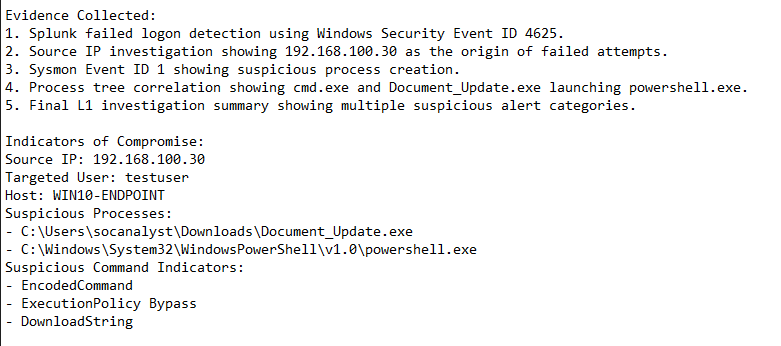 Evidence Collected:
1. Splunk failed logon detection using Windows Security Event ID 4625.
2. Source IP investigation showing 192.168.100.30 as the origin of failed attempts.
3. Sysmon Event ID 1 showing suspicious process creation.
4. Process tree correlation showing cmd.exe and Document_Update.exe launching powershell.exe.
5. Final L1 investigation summary showing multiple suspicious alert categories.

Indicators of Compromise:
Source IP: 192.168.100.30
Targeted User: testuser
Host: WIN10-ENDPOINT
Suspicious Processes:
- C:\Users\socanalyst\Downloads\Document_Update.exe
- C:\Windows\System32\WindowsPowerShell\v1.0\powershell.exe
Suspicious Command Indicators:
- EncodedCommand
- ExecutionPolicy Bypass
- DownloadString